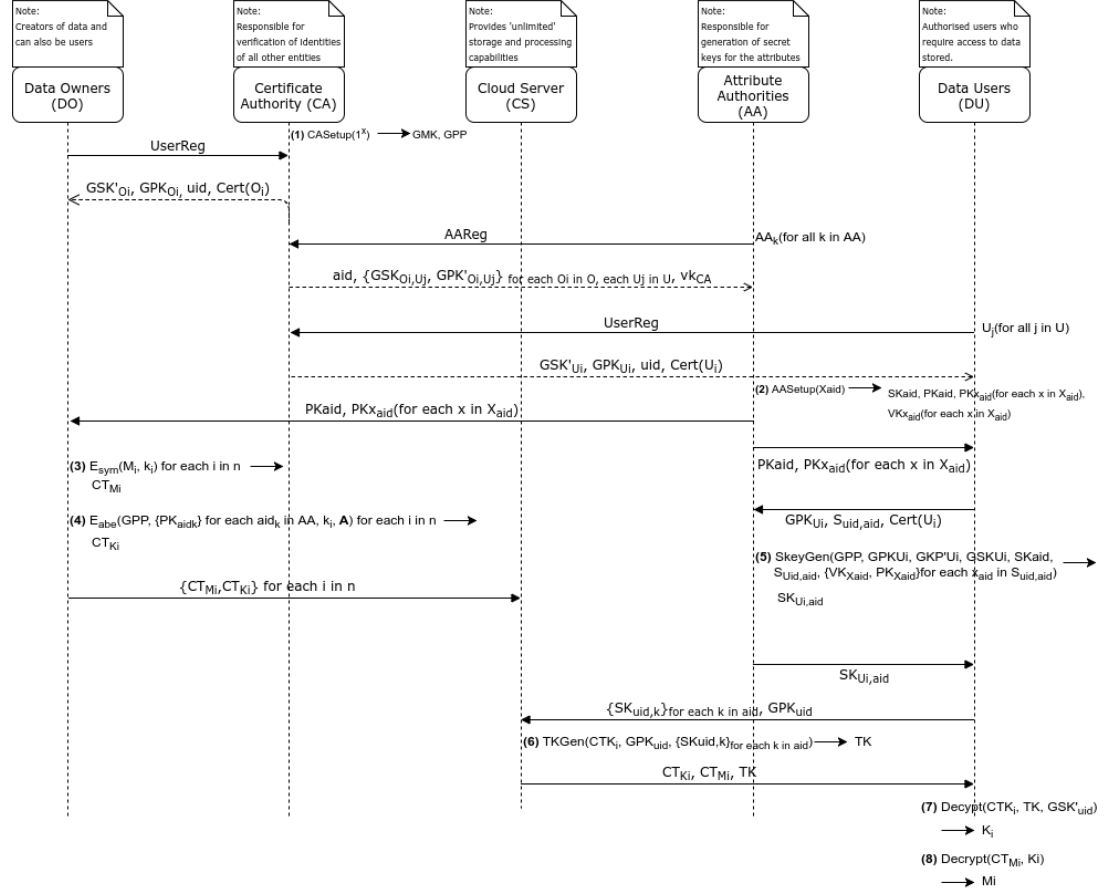 Note:
Creators of data and
can also be users
Note:
Responsible for
verification of identities
of all other entities
Note:
Provides 'unlimited'
storage and processing
capabilities
Note:
Responsible for
generation of secret
keys for the attributes
Note:
Authorised users who
require access to data
stored.
Data Owners
(DO)
Certificate
Authority (CA)
Cloud Server
(CS)
Attribute
Authorities
(AA)
Data Users
(DU)
(1) CASetup(1^x) → GMK, GPP
UserReg
GSK'Oi, GPKOi, uid, Cert(Oi)
AAReg
AAk(for all k in AA)
aid, {GSKOi,Uj, GPK'Oi,Uj} for each Oi in O, each Uj in U, vkCA
UserReg
Uj(for all j in U)
GSK'Ui, GPKUi, uid, Cert(Ui)
(2) AASetup(Xaid) → SKaid, PKaid, PKxaid(for each x in Xaid),
VKxaid(for each x in Xaid)
PKaid, PKxaid(for each x in Xaid)
PKaid, PKxaid(for each x in Xaid)
(3) Esym(Mi, ki) for each i in n →
CTMi
(4) Eabe(GPP, {PKaidk} for each aidk in AA, ki, A) for each i in n →
CTKi
GPKUi, Suid,aid, Cert(Ui)
(5) SkeyGen(GPP, GPKUi, GKP'Ui, GSKUi, SKaid,
SUid,aid, {VKXaid, PKXaid}for each xaid in Suid,aid) →
SKUi,aid
{CTMi,CTKi} for each i in n
SKUi,aid
{SKuid,k}for each k in aid, GPKuid
(6) TKGen(CTKi, GPKuid, {SKuid,k}for each k in aid) → TK
CTKi, CTMi, TK
(7) Decypt(CTKi, TK, GSK'uid)
→ Ki
(8) Decrypt(CTMi, Ki)
→ Mi